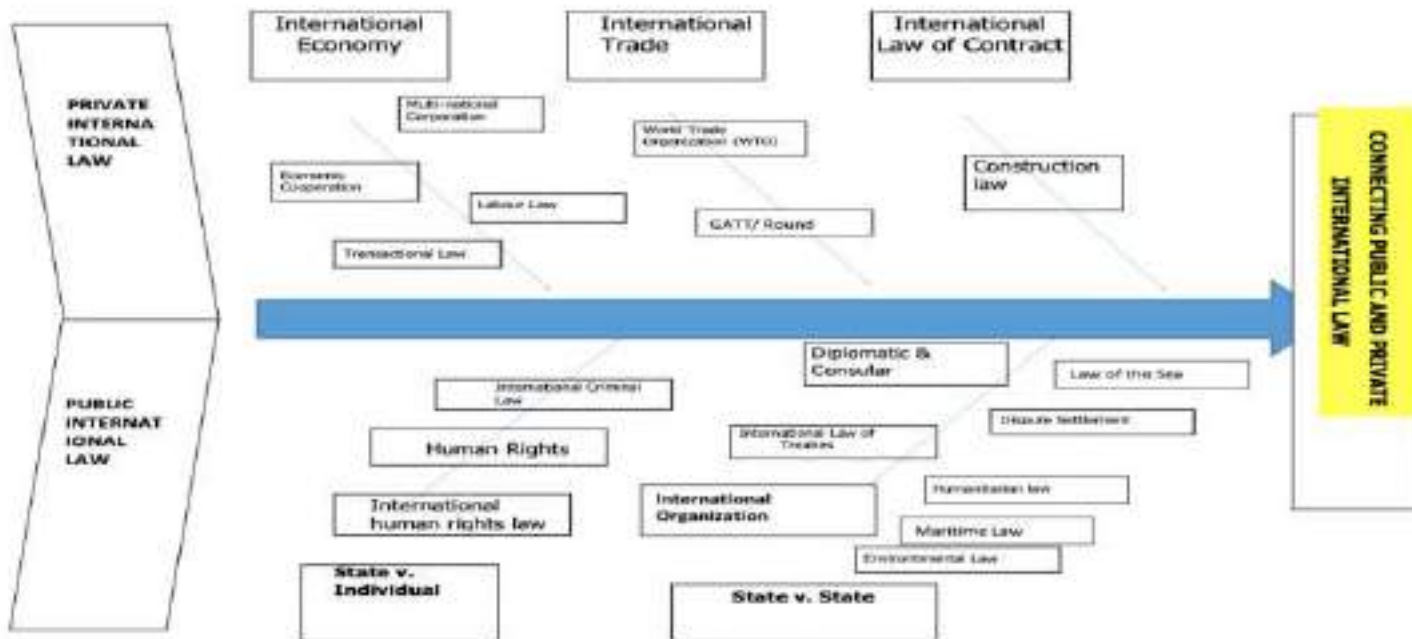 International
Economy
International
Trade
International
Law of Contract
PRIVATE
INTERNA
TIONAL
LAW
Multi-national
Corporation
World Trade
Organization (WTO)
Economic
Cooperation
Construction
law
Labour Law
GATT/ Round
Transactional Law
CONNECTING PUBLIC AND PRIVATE
INTERNATIONAL LAW
PUBLIC
INTERNAT
IONAL
LAW
Diplomatic &
Consular
Law of the Sea
International Criminal
Law
Dispute Settlement
Human Rights
International Law of
Treaties
International
human rights law
International
Organization
Humanitarian law
Maritime Law
Environmental Law
State v.
Individual
State v. State